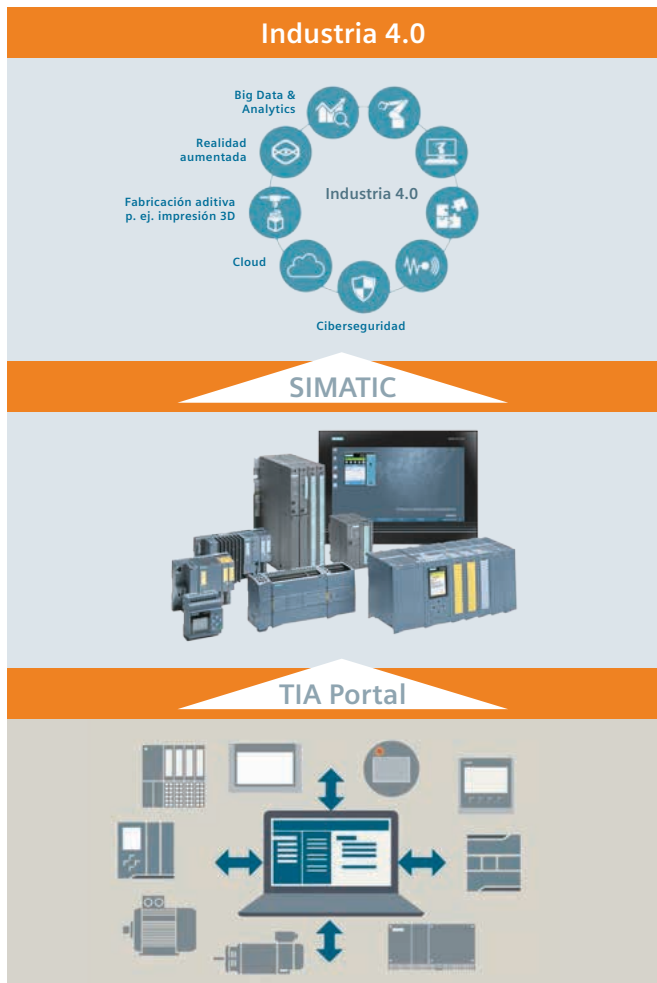 Industria 4.0
Big Data &
Analytics
Realidad
aumentada
Fabricación aditiva
p. ej. impresión 3D
Industria 4.0
Cloud
Ciberseguridad
SIMATIC
TIA Portal